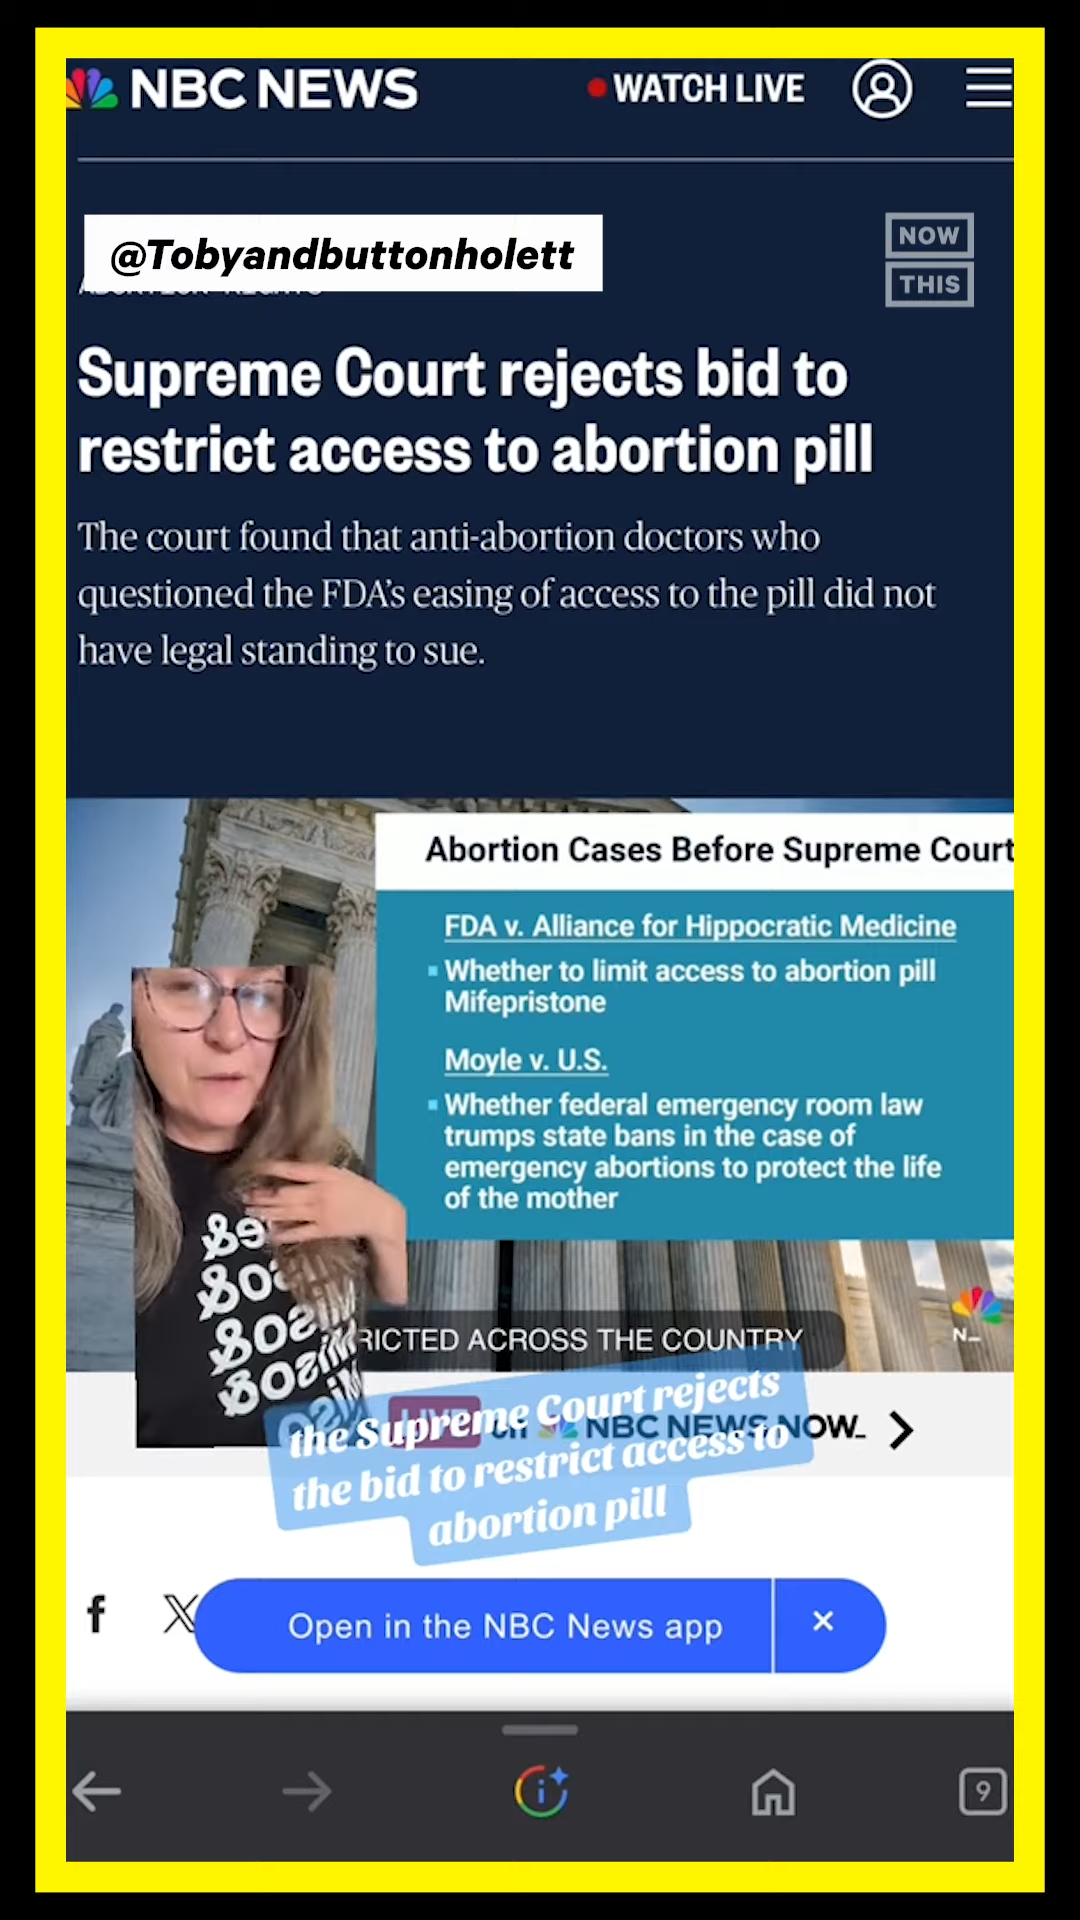 NBC NEWS
WATCH LIVE
@Tobyandbuttonholett
NOW
THIS
Supreme Court rejects bid to
restrict access to abortion pill
The court found that anti-abortion doctors who
questioned the FDA's easing of access to the pill did not
have legal standing to sue.
Abortion Cases Before Supreme Court
FDA v. Alliance for Hippocratic Medicine
▪ Whether to limit access to abortion pill
Mifepristone
Moyle v. U.S.
▪ Whether federal emergency room law
trumps state bans in the case of
emergency abortions to protect the life
of the mother
RICTED ACROSS THE COUNTRY
NBC NEWS NOW
the Supreme Court rejects
the bid to restrict access to
abortion pill
f X
Open in the NBC News app ×
9